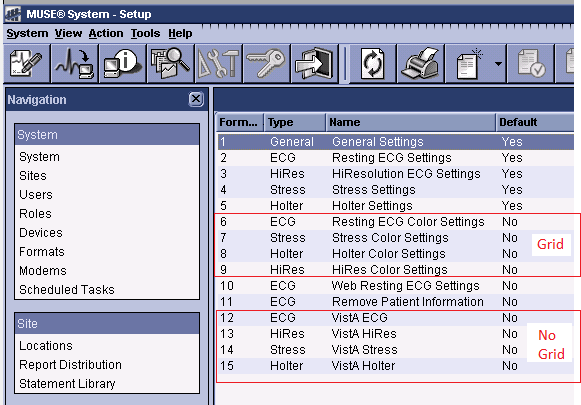 MUSE® System - Setup
System View Action Tools Help
Navigation
System
System
Sites
Users
Roles
Devices
Formats
Modems
Scheduled Tasks
Site
Locations
Report Distribution
Statement Library
Form... Type Name Default
1 General General Settings Yes
2 ECG Resting ECG Settings Yes
3 HiRes HiResolution ECG Settings Yes
4 Stress Stress Settings Yes
5 Holter Holter Settings Yes
6 ECG Resting ECG Color Settings No
7 Stress Stress Color Settings No
8 Holter Holter Color Settings No
9 HiRes HiRes Color Settings No
Grid
10 ECG Web Resting ECG Settings No
11 ECG Remove Patient Information No
12 ECG VistA ECG No
13 HiRes VistA HiRes No
14 Stress VistA Stress No
15 Holter VistA Holter No
No
Grid